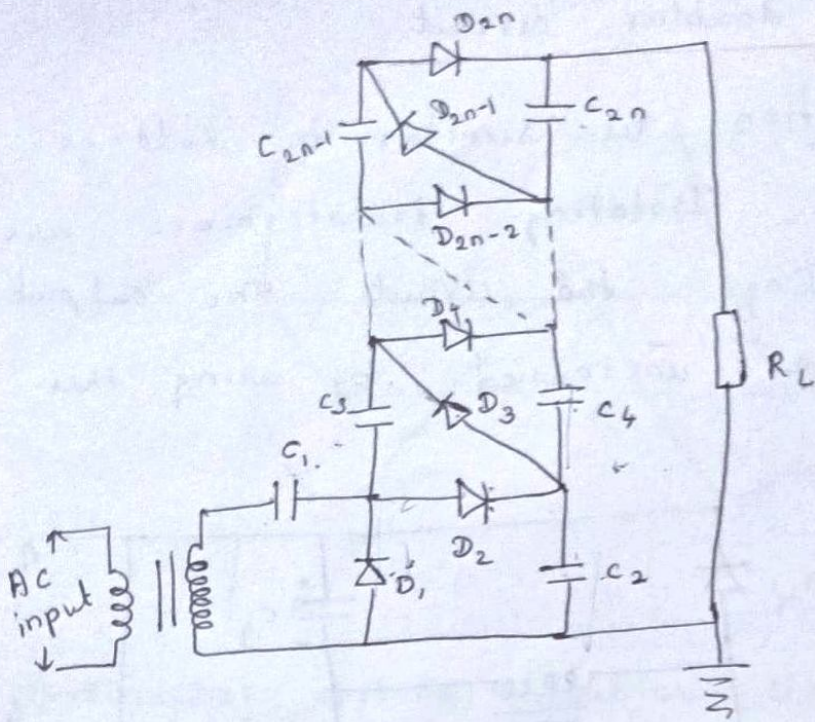 D2n
C2n-1
D2n-1
C2n
D2n-2
D4
C3
D3
C4
RL
C1
D2
D1
C2
AC
input